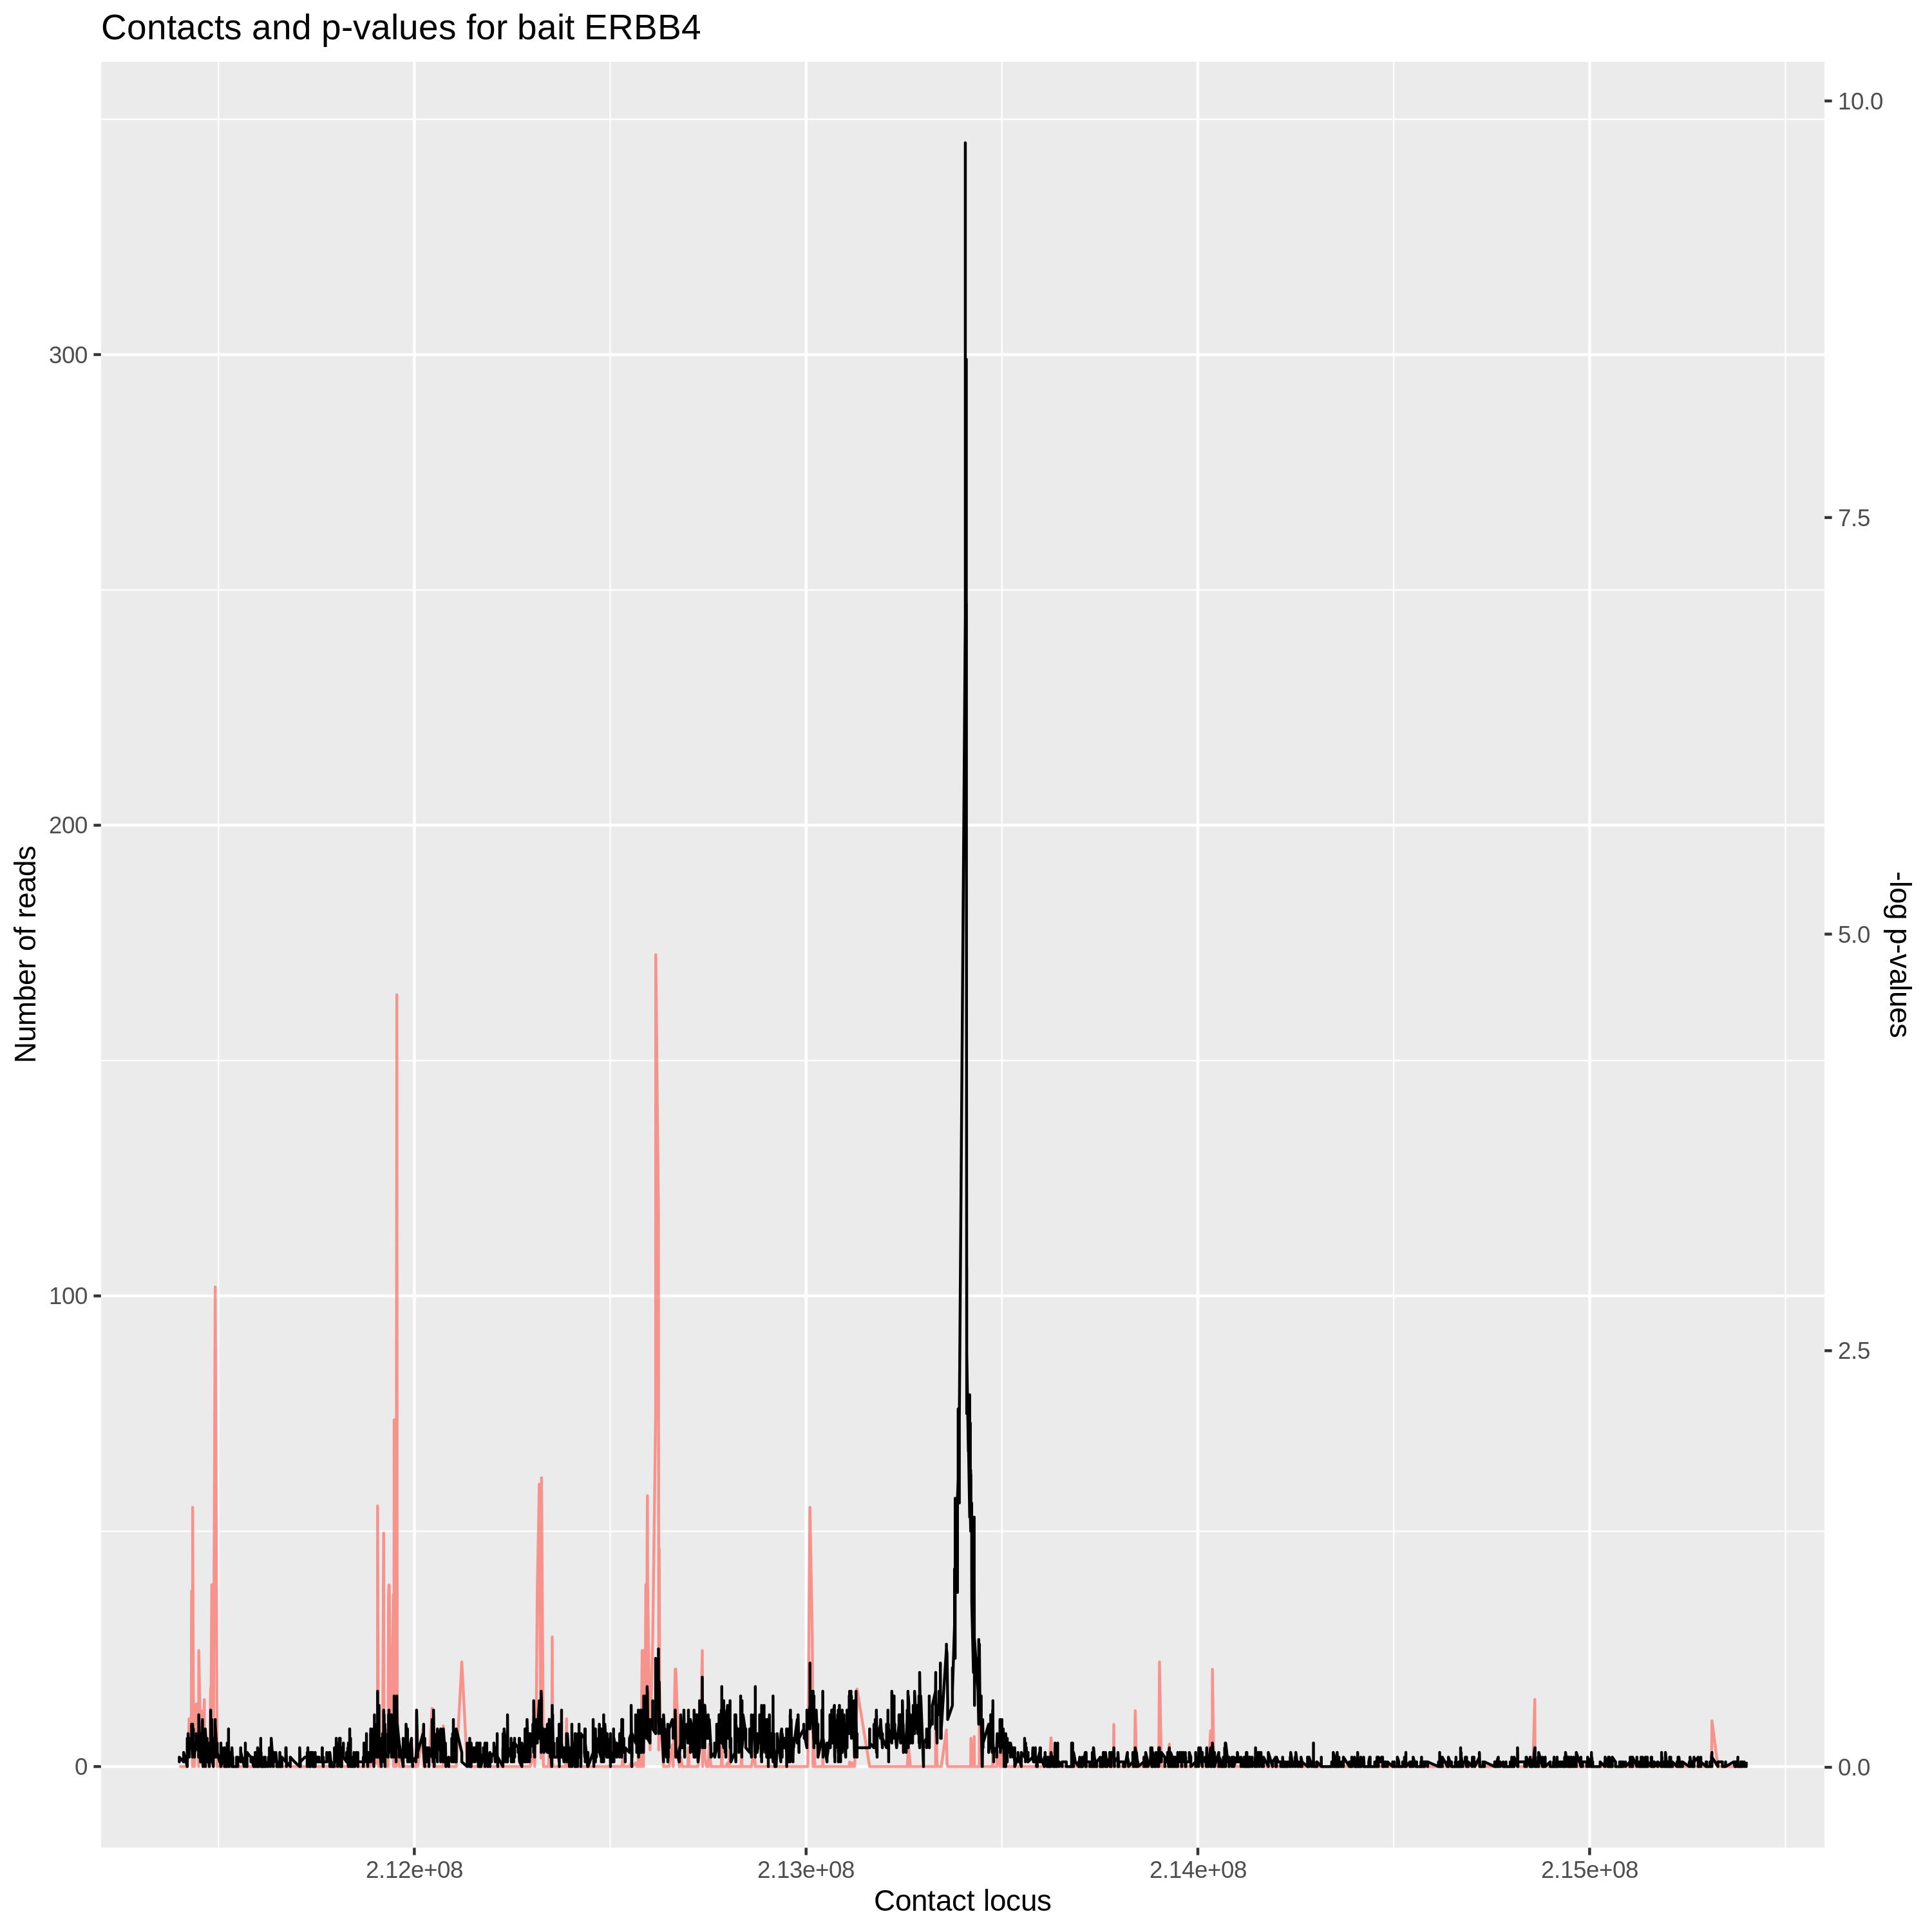 Contacts and p-values for bait ERBB4
Number of reads
300
200
100
0
10.0
7.5
5.0
2.5
0.0
-log p-values
2.12e+08
2.13e+08
2.14e+08
2.15e+08
Contact locus